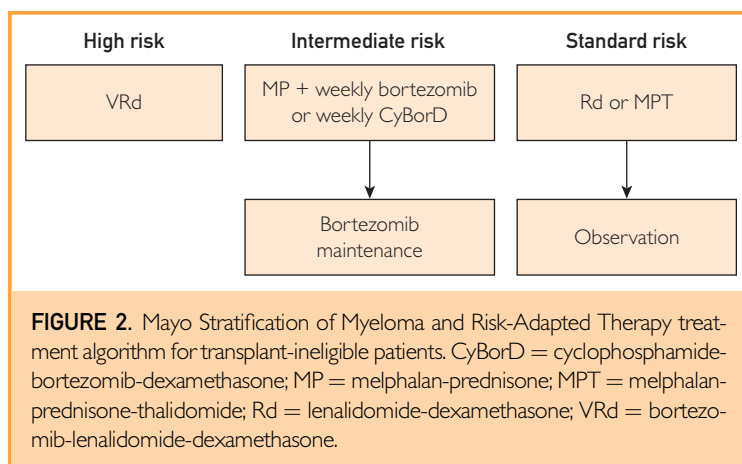 High risk
Intermediate risk
Standard risk
VRd
MP + weekly bortezomib
or weekly CyBorD
Rd or MPT
Bortezomib
maintenance
Observation
FIGURE 2. Mayo Stratification of Myeloma and Risk-Adapted Therapy treat-
ment algorithm for transplant-ineligible patients. CyBorD = cyclophosphamide-
bortezomib-dexamethasone; MP = melphalan-prednisone; MPT = melphalan-
prednisone-thalidomide; Rd = lenalidomide-dexamethasone; VRd = bortezo-
mib-lenalidomide-dexamethasone.